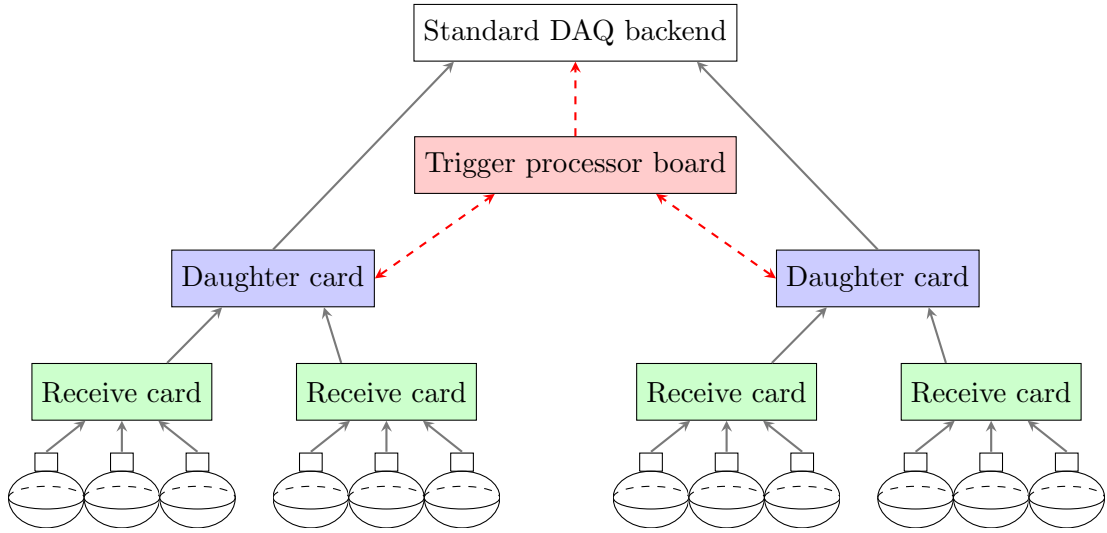 Standard DAQ backend
Trigger processor board
Daughter card
Daughter card
Receive card
Receive card
Receive card
Receive card